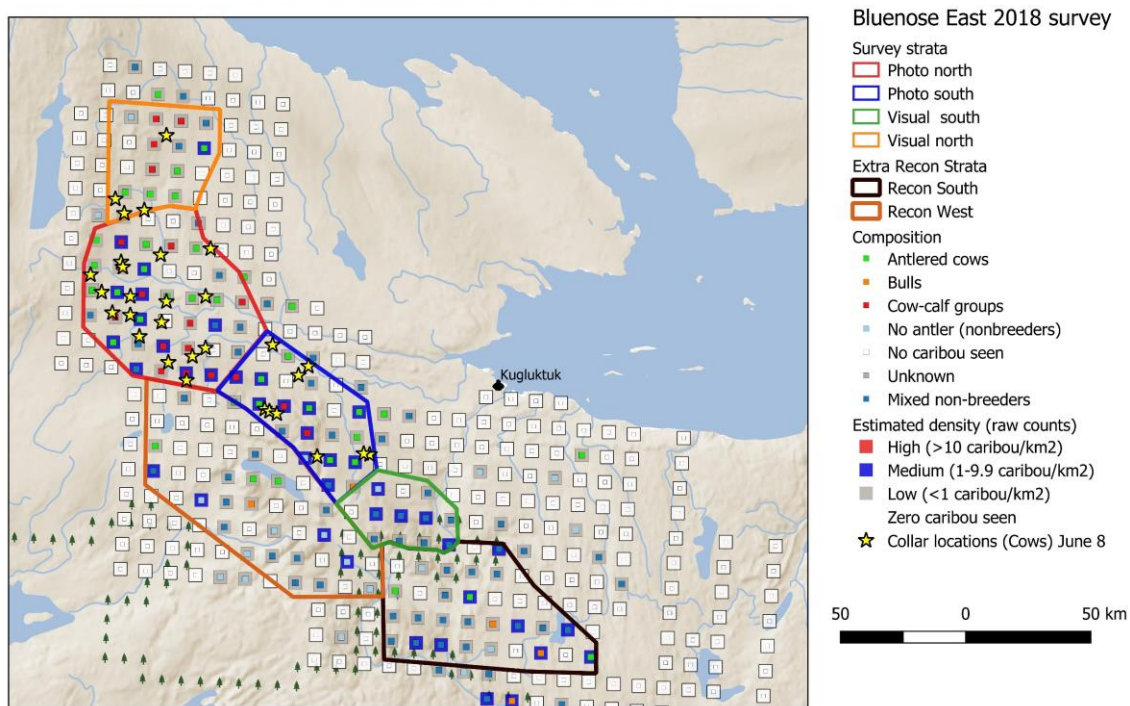 Bluenose East 2018 survey
Survey strata
Photo north
Photo south
Visual south
Visual north
Extra Recon Strata
Recon South
Recon West
Composition
Antlered cows
Bulls
Cow-calf groups
No antler (nonbreeders)
No caribou seen
Unknown
Mixed non-breeders
Estimated density (raw counts)
High (>10 caribou/km2)
Medium (1-9.9 caribou/km2)
Low (<1 caribou/km2)
Zero caribou seen
Collar locations (Cows) June 8
50 0 50 km
Kugluktuk